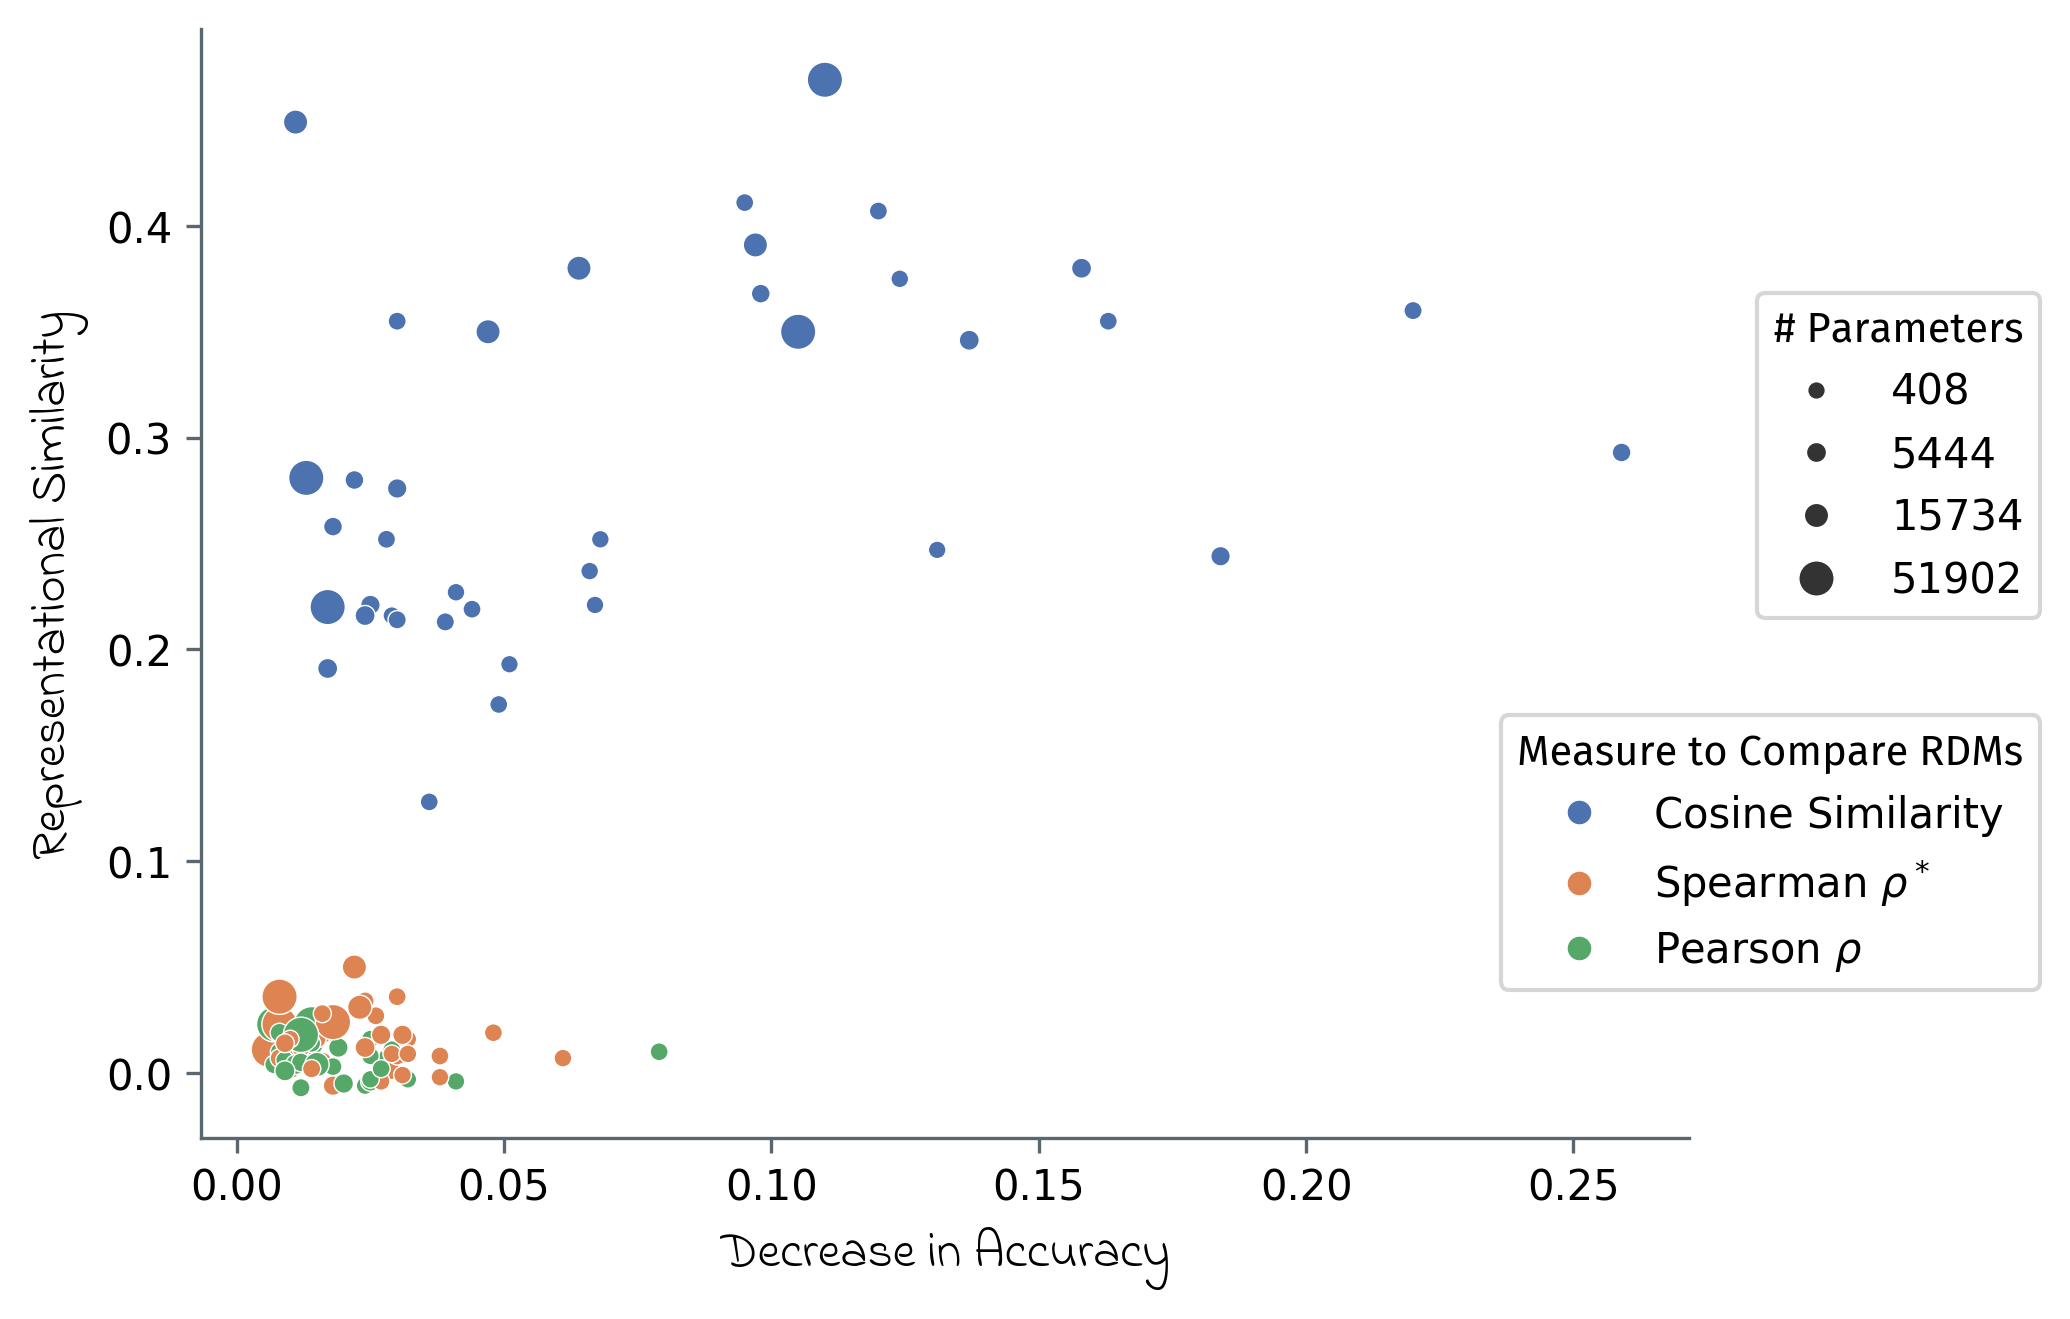 Representational Similarity
0.4
0.3
0.2
0.1
0.0
0.00 0.05 0.10 0.15 0.20 0.25
Decrease in Accuracy
# Parameters
408
5444
15734
51902
Measure to Compare RDMs
Cosine Similarity
Spearman ρ*
Pearson ρ